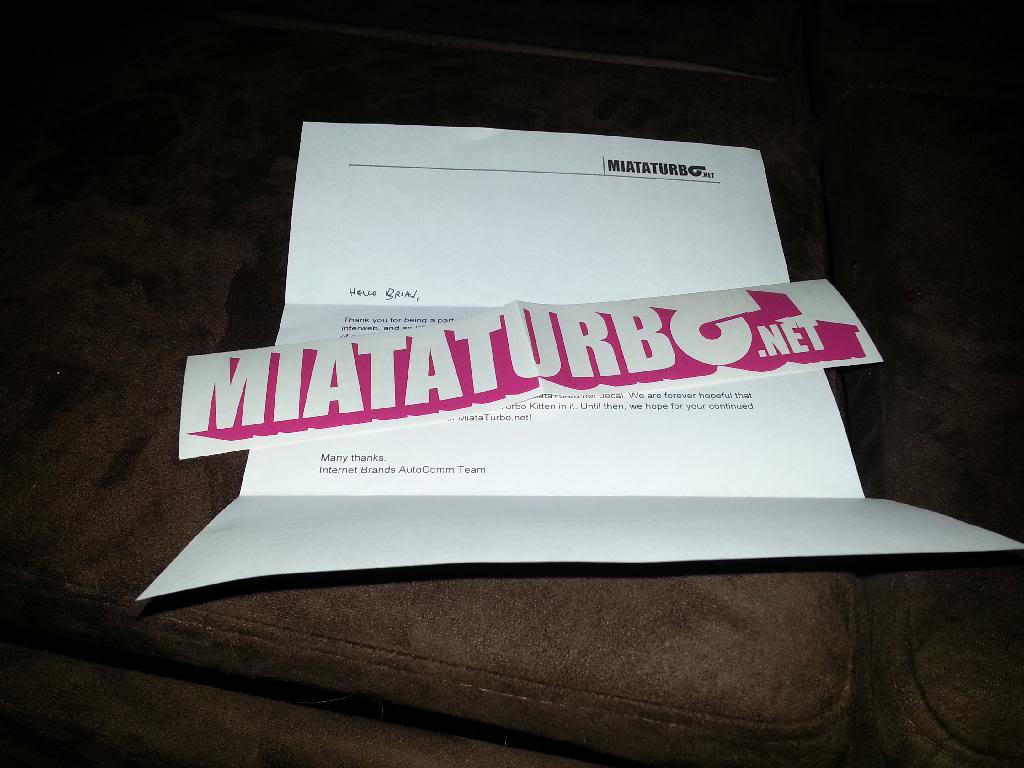 MIATATURBO.NET
HELLO BRIAN,
Thank you for being a part
interweb, and as
MIATATURBO.NET
decal. We are forever hopeful that
Turbo Kitten in it. Until then, we hope for your continued
MiataTurbo.net!
Many thanks,
Internet Brands AutoComm Team